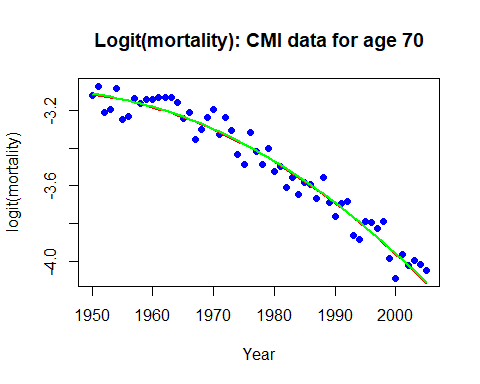 Logit(mortality): CMI data for age 70
logit(mortality)
-3.2
-3.6
-4.0
1950 1960 1970 1980 1990 2000
Year